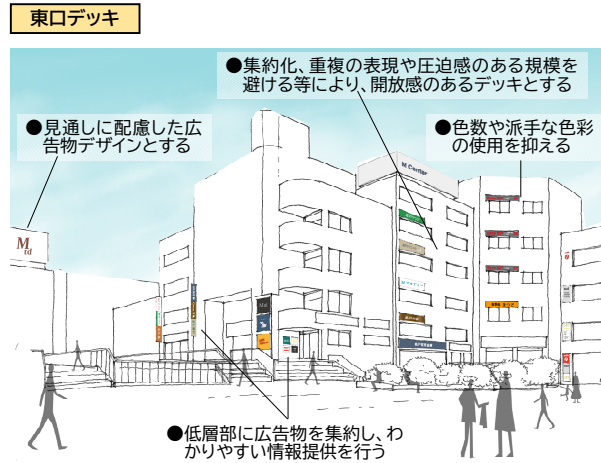 東口デッキ
●集約化、重複の表現や圧迫感のある規模を
避ける等により、開放感のあるデッキとする
●見通しに配慮した広
告物デザインとする
●色数や派手な色彩
の使用を抑える
M Center
M
td
●低層部に広告物を集約し、わ
かりやすい情報提供を行う